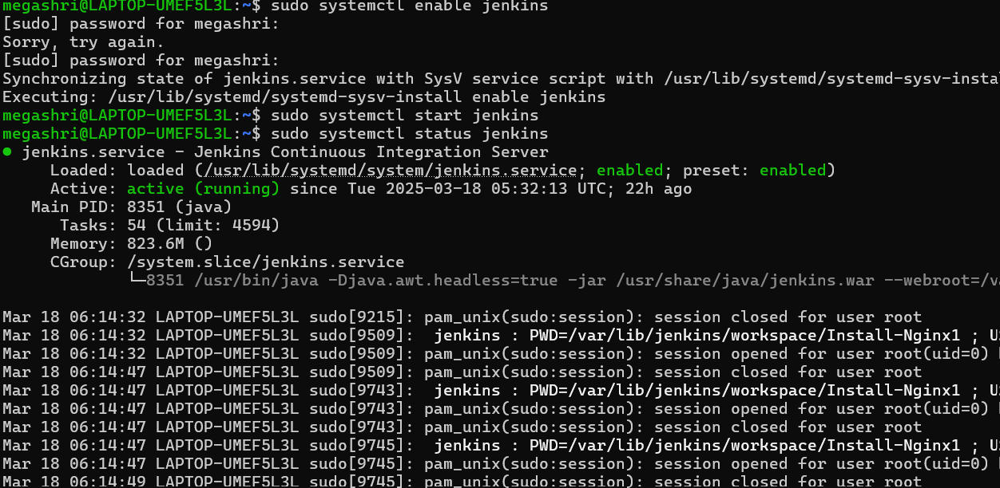 megashri@LAPTOP-UMEF5L3L:~$ sudo systemctl enable jenkins
[sudo] password for megashri:
Sorry, try again.
[sudo] password for megashri:
Synchronizing state of jenkins.service with SysV service script with /usr/lib/systemd/systemd-sysv-instal
Executing: /usr/lib/systemd/systemd-sysv-install enable jenkins
megashri@LAPTOP-UMEF5L3L:~$ sudo systemctl start jenkins
megashri@LAPTOP-UMEF5L3L:~$ sudo systemctl status jenkins
● jenkins.service - Jenkins Continuous Integration Server
     Loaded: loaded (/usr/lib/systemd/system/jenkins.service; enabled; preset: enabled)
     Active: active (running) since Tue 2025-03-18 05:32:13 UTC; 22h ago
   Main PID: 8351 (java)
      Tasks: 54 (limit: 4594)
     Memory: 823.6M ()
     CGroup: /system.slice/jenkins.service
             └─8351 /usr/bin/java -Djava.awt.headless=true -jar /usr/share/java/jenkins.war --webroot=/va
Mar 18 06:14:32 LAPTOP-UMEF5L3L sudo[9215]: pam_unix(sudo:session): session closed for user root
Mar 18 06:14:32 LAPTOP-UMEF5L3L sudo[9509]:  jenkins : PWD=/var/lib/jenkins/workspace/Install-Nginx1 ; US
Mar 18 06:14:32 LAPTOP-UMEF5L3L sudo[9509]: pam_unix(sudo:session): session opened for user root(uid=0)
Mar 18 06:14:47 LAPTOP-UMEF5L3L sudo[9509]: pam_unix(sudo:session): session closed for user root
Mar 18 06:14:47 LAPTOP-UMEF5L3L sudo[9743]:  jenkins : PWD=/var/lib/jenkins/workspace/Install-Nginx1 ; US
Mar 18 06:14:47 LAPTOP-UMEF5L3L sudo[9743]: pam_unix(sudo:session): session opened for user root(uid=0)
Mar 18 06:14:47 LAPTOP-UMEF5L3L sudo[9743]: pam_unix(sudo:session): session closed for user root
Mar 18 06:14:47 LAPTOP-UMEF5L3L sudo[9745]:  jenkins : PWD=/var/lib/jenkins/workspace/Install-Nginx1 ; US
Mar 18 06:14:47 LAPTOP-UMEF5L3L sudo[9745]: pam_unix(sudo:session): session opened for user root(uid=0)
Mar 18 06:14:49 LAPTOP-UMEF5L3L sudo[9745]: pam_unix(sudo:session): session closed for user root